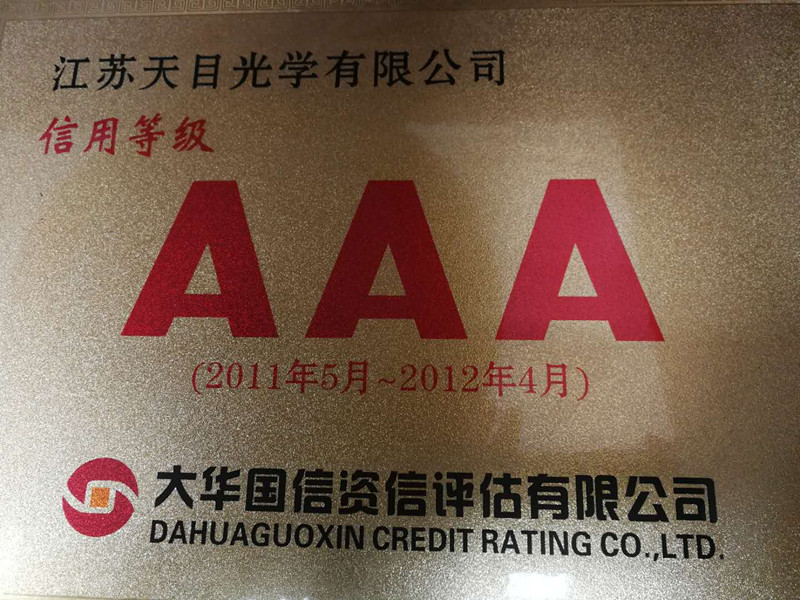 江苏天目光学有限公司
信用等级
AAA
(2011年5月~2012年4月)
大华国信资信评估有限公司
DAHUAGUOXIN CREDIT RATING CO.,LTD.